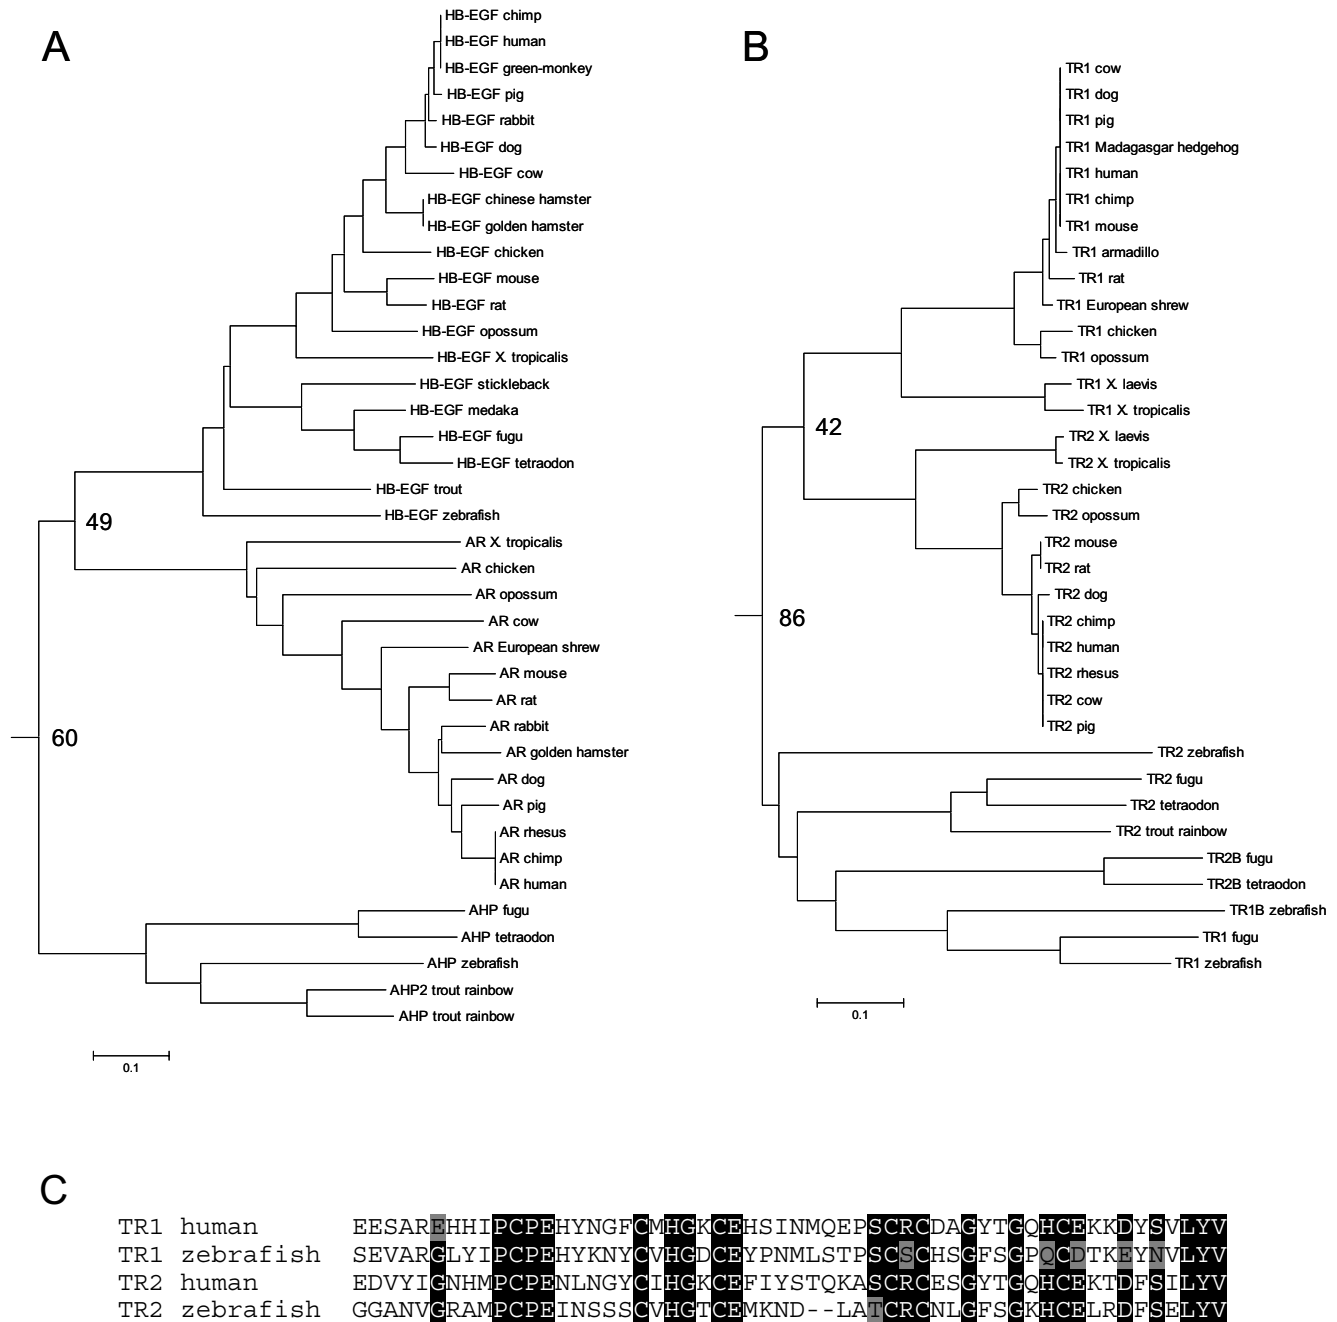 A
HB-EGF chimp
HB-EGF human
HB-EGF green-monkey
HB-EGF pig
HB-EGF rabbit
HB-EGF dog
HB-EGF cow
HB-EGF chinese hamster
HB-EGF golden hamster
HB-EGF chicken
HB-EGF mouse
HB-EGF rat
HB-EGF opossum
HB-EGF X. tropicalis
HB-EGF stickleback
HB-EGF medaka
HB-EGF fugu
HB-EGF tetraodon
HB-EGF trout
HB-EGF zebrafish
49
AR X. tropicalis
AR chicken
AR opossum
AR cow
AR European shrew
AR mouse
AR rat
AR rabbit
AR golden hamster
AR dog
AR pig
AR rhesus
AR chimp
AR human
60
AHP fugu
AHP tetraodon
AHP zebrafish
AHP2 trout rainbow
AHP trout rainbow
0.1
B
TR1 cow
TR1 dog
TR1 pig
TR1 Madagasgar hedgehog
TR1 human
TR1 chimp
TR1 mouse
TR1 armadillo
TR1 rat
TR1 European shrew
TR1 chicken
TR1 opossum
TR1 X. laevis
TR1 X. tropicalis
42
TR2 X. laevis
TR2 X. tropicalis
TR2 chicken
TR2 opossum
TR2 mouse
TR2 rat
TR2 dog
TR2 chimp
TR2 human
TR2 rhesus
TR2 cow
TR2 pig
86
TR2 zebrafish
TR2 fugu
TR2 tetraodon
TR2 trout rainbow
TR2B fugu
TR2B tetraodon
TR1B zebrafish
TR1 fugu
TR1 zebrafish
0.1
C
TR1 human EESAREHHIPCPEHYNGFCMHGKCEHSINMQEPSCRCDAGYTGQHCEKKDYSVLYV
TR1 zebrafish SEVARGLYIPCPEHYKNYCVHGDCEYPNMLSTPSCSCHSGFSGPQCDTKEYNVLYV
TR2 human EDVYIGNHMPCPENLNGYCIHGKCEFIYSTQKASCRCESGYTGQHCEKTDFSILYV
TR2 zebrafish GGANVGRAMPCPEINSSSCVHGTCEMKND--LATCRCNLGFSGKHCELRDFSELYV